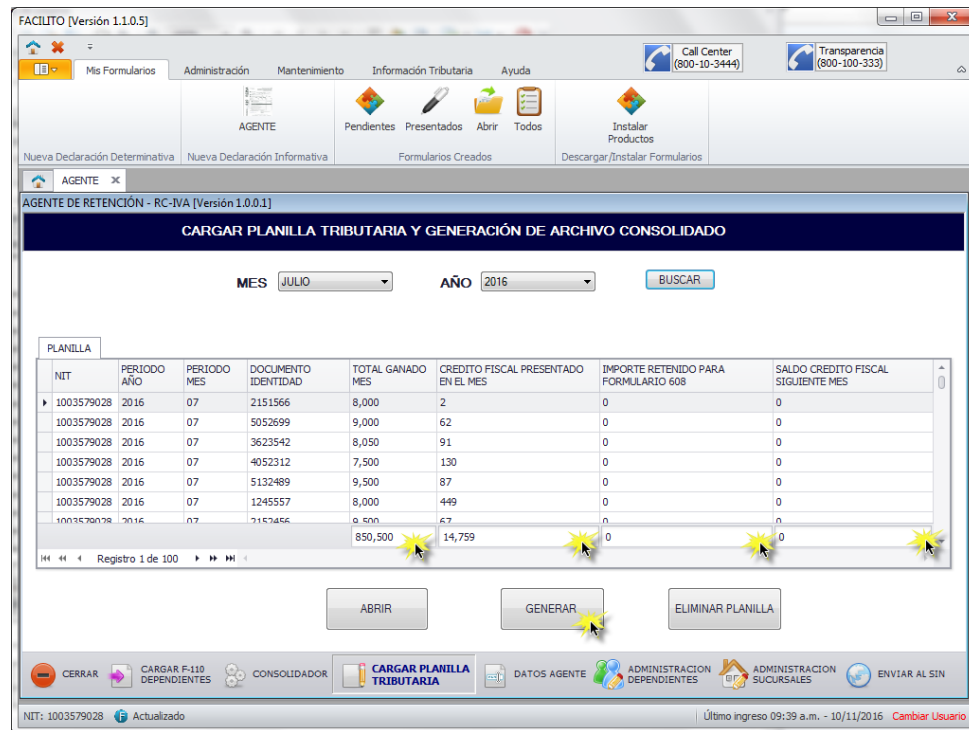 FACILITO [Versión 1.1.0.5]
Call Center
(800-10-3444)
Transparencia
(800-100-333)
Mis Formularios Administración Mantenimiento Información Tributaria Ayuda
AGENTE Pendientes Presentados Abrir Todos Instalar
Productos
Nueva Declaración Determinativa Nueva Declaración Informativa Formularios Creados Descargar/Instalar Formularios
AGENTE
AGENTE DE RETENCIÓN - RC-IVA [Versión 1.0.0.1]
CARGAR PLANILLA TRIBUTARIA Y GENERACIÓN DE ARCHIVO CONSOLIDADO
MES JULIO AÑO 2016 BUSCAR
PLANILLA
NIT PERIODO AÑO PERIODO MES DOCUMENTO IDENTIDAD TOTAL GANADO MES CREDITO FISCAL PRESENTADO EN EL MES IMPORTE RETENIDO PARA FORMULARIO 608 SALDO CREDITO FISCAL SIGUIENTE MES
1003579028 2016 07 2151566 8,000 2 0 0
1003579028 2016 07 5052699 9,000 62 0 0
1003579028 2016 07 3623542 8,050 91 0 0
1003579028 2016 07 4052312 7,500 130 0 0
1003579028 2016 07 5132489 9,500 87 0 0
1003579028 2016 07 1245557 8,000 449 0 0
1003579028 2016 07 2152456 9,500 67 0 0
850,500 14,759 0 0
Registro 1 de 100
ABRIR GENERAR ELIMINAR PLANILLA
CERRAR CARGAR F-110 DEPENDIENTES CONSOLIDADOR CARGAR PLANILLA TRIBUTARIA DATOS AGENTE ADMINISTRACION DEPENDIENTES ADMINISTRACION SUCURSALES ENVIAR AL SIN
NIT: 1003579028 Actualizado Último ingreso 09:39 a.m. - 10/11/2016 Cambiar Usuario